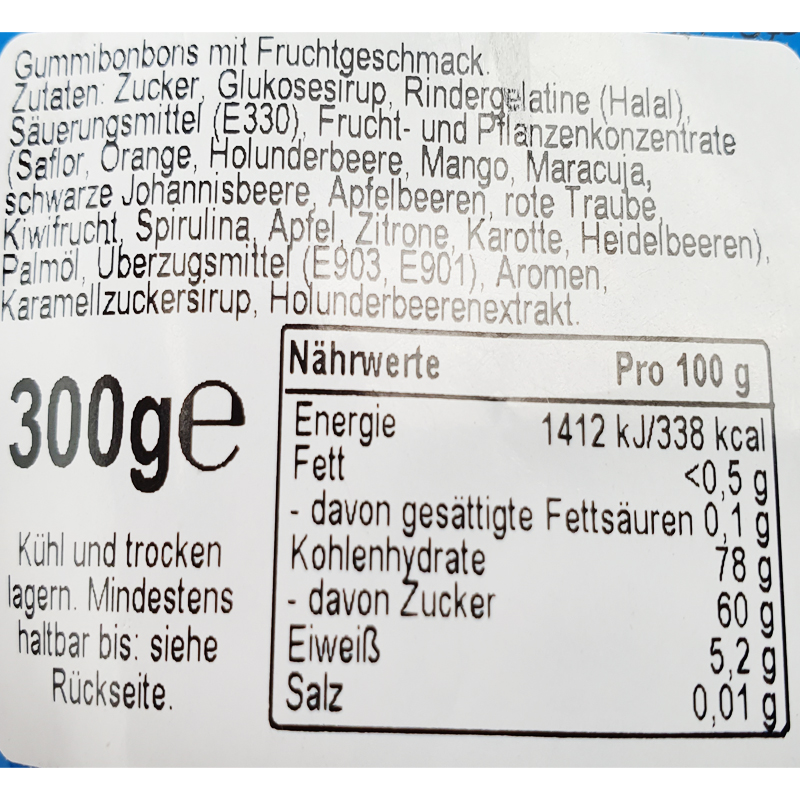 Gummibonbons mit Fruchtgeschmack.
Zutaten: Zucker, Glukosesirup, Rindergelatine (Halal),
Säuerungsmittel (E330), Frucht- und Pflanzenkonzentrate
(Saflor, Orange, Holunderbeere, Mango, Maracuja,
schwarze Johannisbeere, Apfelbeeren, rote Traube,
Kiwifrucht, Spirulina, Apfel, Zitrone, Karotte, Heidelbeeren),
Palmöl, Überzugsmittel (E903, E901), Aromen,
Karamellzuckersirup, Holunderbeerenextrakt.
300g℮
Kühl und trocken
lagern. Mindestens
haltbar bis: siehe
Rückseite.
Nährwerte Pro 100 g
Energie 1412 kJ/338 kcal
Fett <0,5 g
- davon gesättigte Fettsäuren 0,1 g
Kohlenhydrate 78 g
- davon Zucker 60 g
Eiweiß 5,2 g
Salz 0,01 g